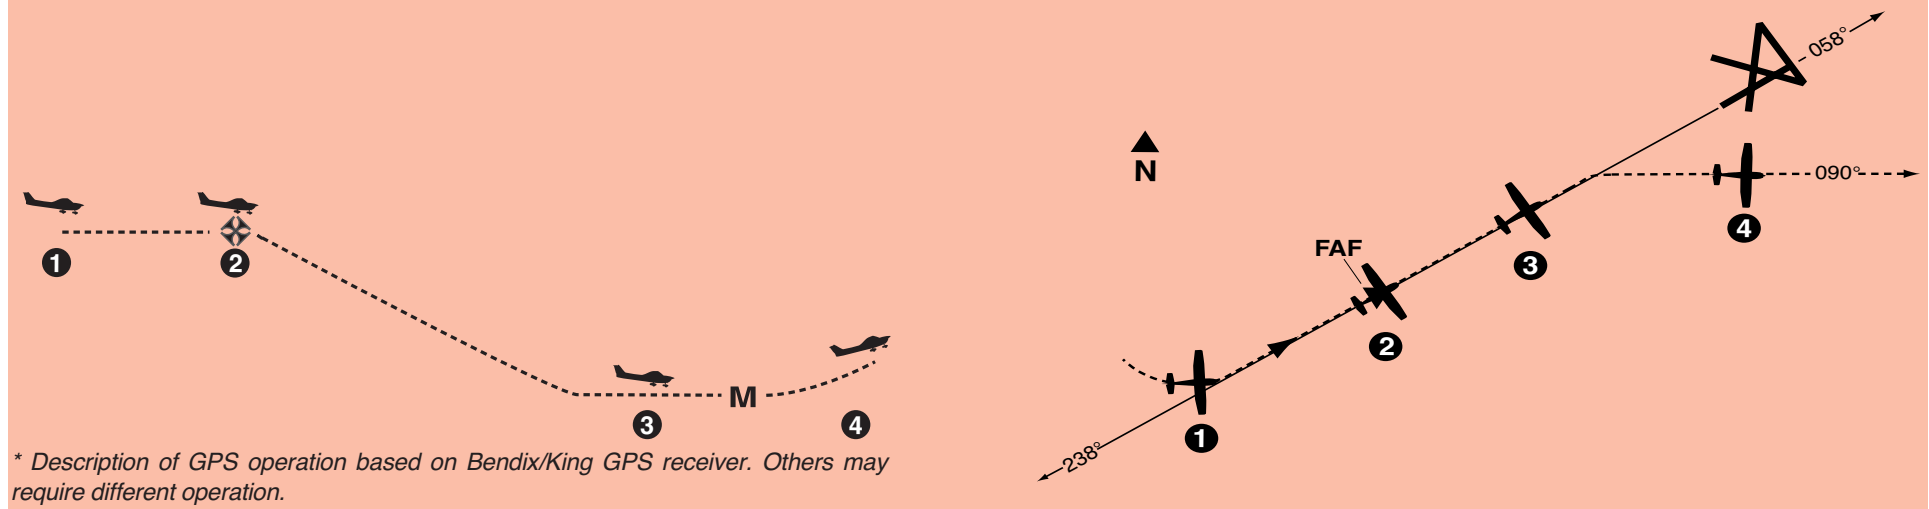 1
2
3
M
4
* Description of GPS operation based on Bendix/King GPS receiver. Others may
require different operation.
N
FAF
058°
090°
238°
1
2
3
4